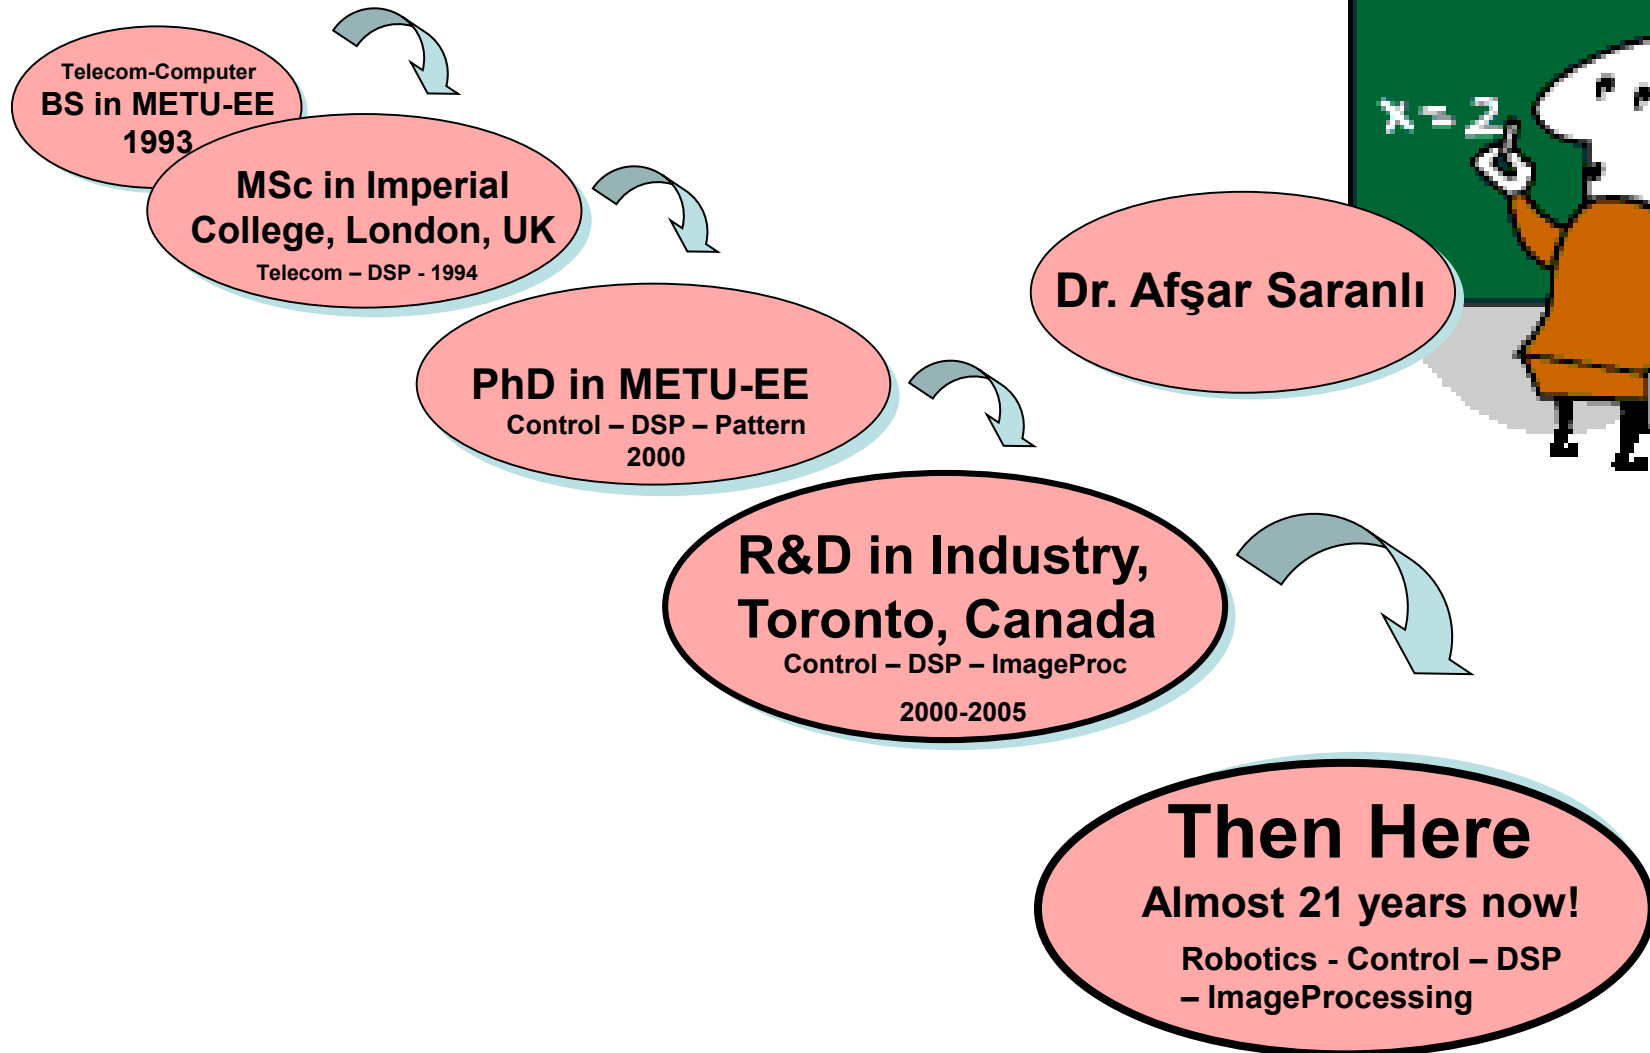 Telecom-Computer
BS in METU-EE
1993
MSc in Imperial
College, London, UK
Telecom – DSP - 1994
PhD in METU-EE
Control – DSP – Pattern
2000
R&D in Industry,
Toronto, Canada
Control – DSP – ImageProc
2000-2005
Then Here
Almost 21 years now!
Robotics - Control – DSP
– ImageProcessing
Dr. Afşar Saranlı
x=2